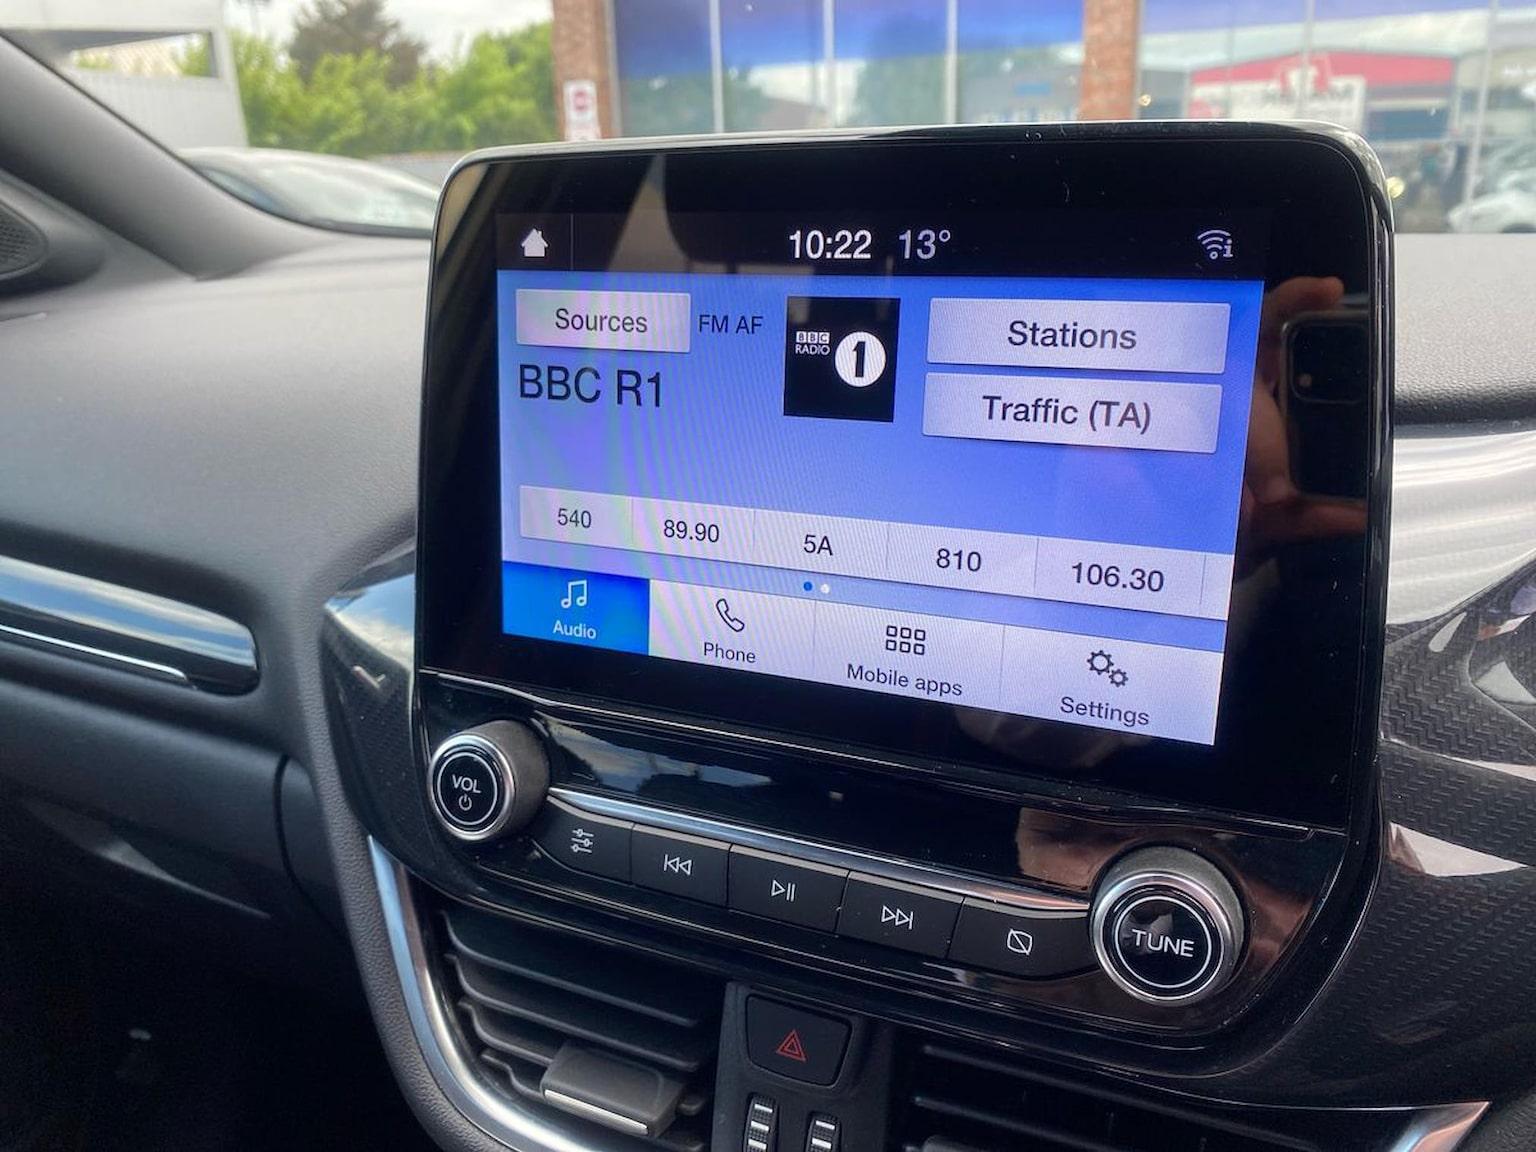 10:22 13°
Sources FM AF
BBC RADIO 1
Stations
BBC R1
Traffic (TA)
540 89.90 5A 810 106.30
Audio Phone Mobile apps Settings
VOL
TUNE